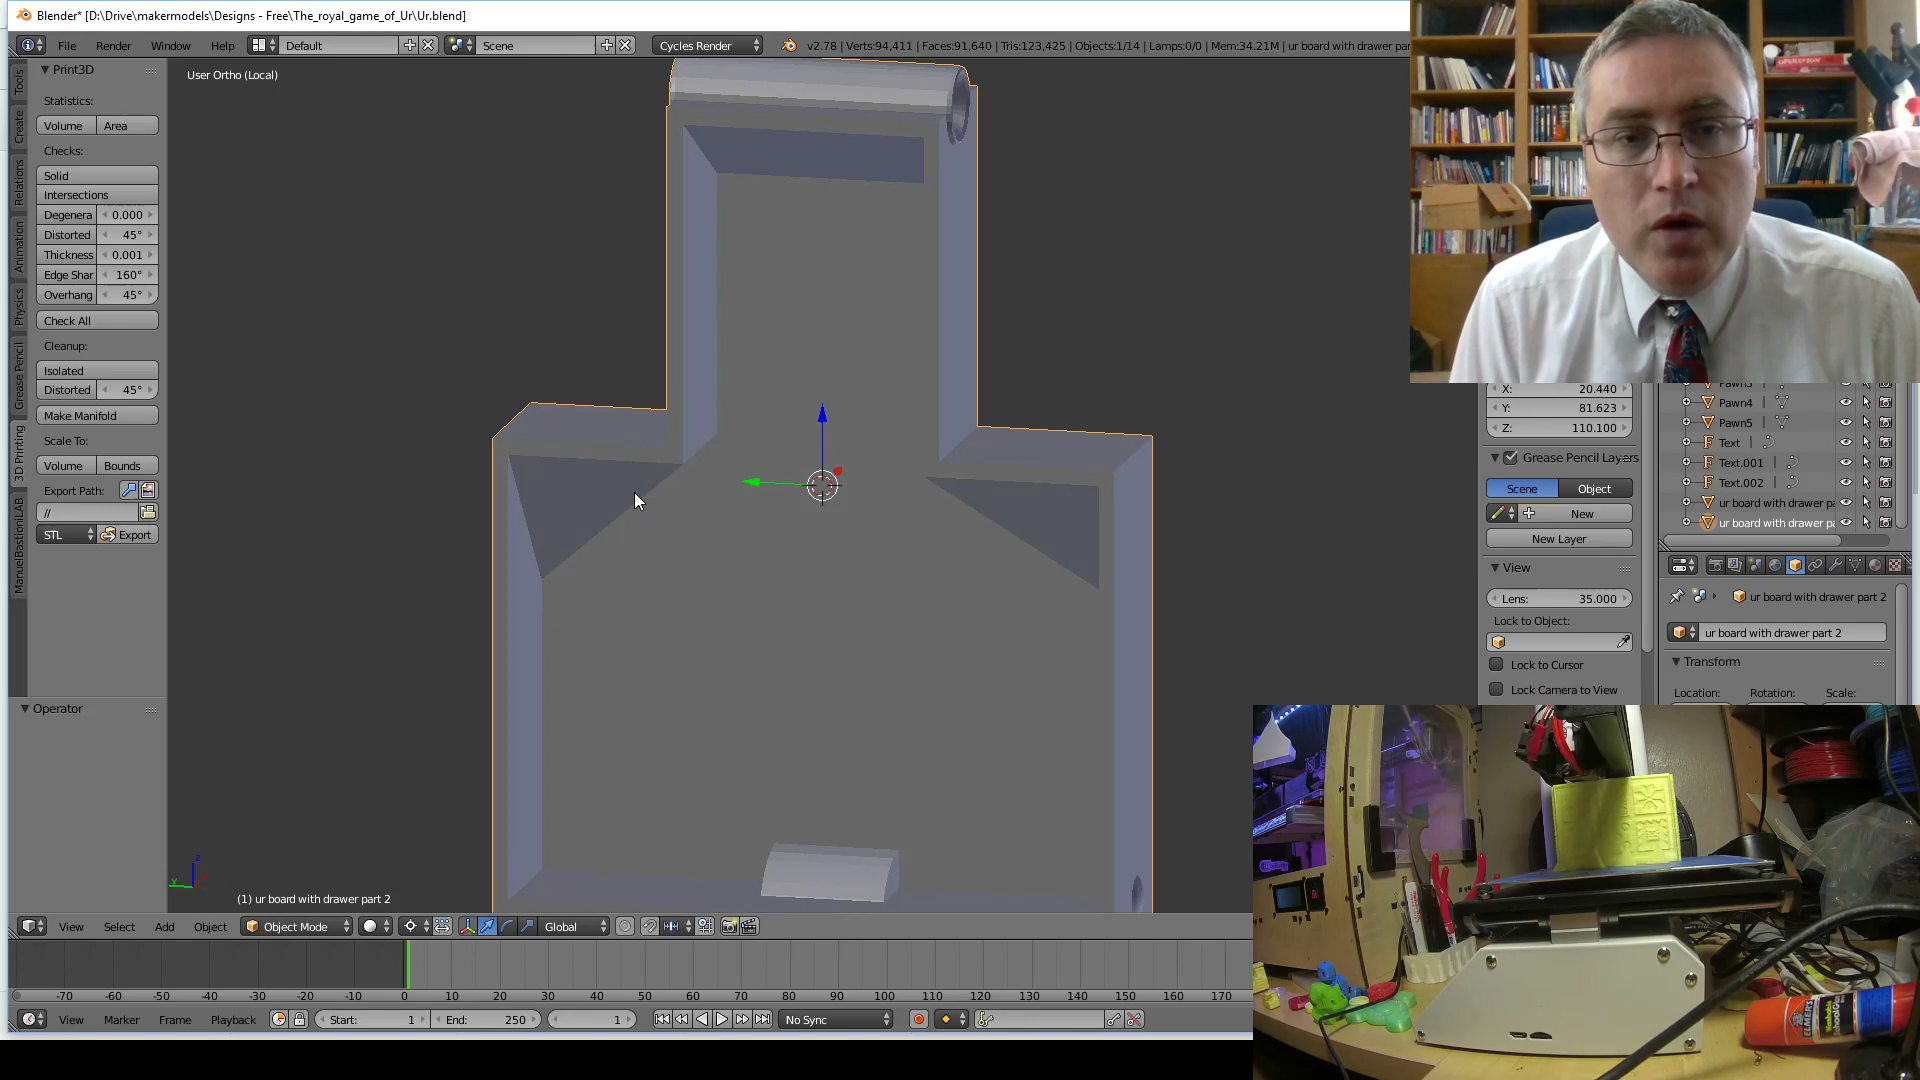 Blender* [D:\Drive\makermodels\Designs - Free\The_royal_game_of_Ur\Ur.blend]
File Render Window Help Default Scene Cycles Render v2.78 | Verts:94,411 | Faces:91,640 | Tris:123,425 | Objects:1/14 | Lamps:0/0 | Mem:34.21M | ur board with drawer par
Print3D
User Ortho (Local)
Statistics:
Volume Area
Checks:
Solid
Intersections
Degenera 0.000
Distorted 45°
Thickness 0.001
Edge Shar 160°
Overhang 45°
Check All
Cleanup:
Isolated
Distorted 45°
Make Manifold
Scale To:
Volume Bounds
Export Path:
//
STL Export
Operator
Tools
Create
Relations
Animation
Physics
Grease Pencil
3D Printing
ManuelBastioniLAB
X: 20.440
Y: 81.623
Z: 110.100
Grease Pencil Layers
Scene Object
New
New Layer
View
Lens: 35.000
Lock to Object:
Lock to Cursor
Lock Camera to View
Pawn3
Pawn4
Pawn5
Text
Text.001
Text.002
ur board with drawer pa
ur board with drawer pa
ur board with drawer part 2
ur board with drawer part 2
Transform
Location: Rotation: Scale:
z
y
(1) ur board with drawer part 2
View Select Add Object Object Mode Global
-70 -60 -50 -40 -30 -20 -10 0 10 20 30 40 50 60 70 80 90 100 110 120 130 140 150 160 170
View Marker Frame Playback Start: 1 End: 250 1 No Sync
OPERATION
ELMER'S